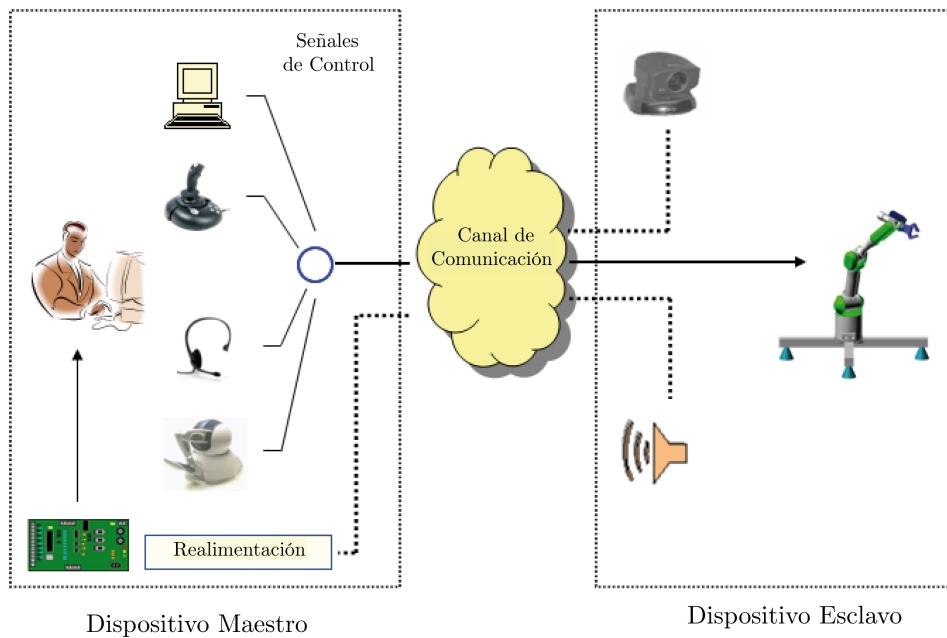 Señales
de Control
Canal de
Comunicación
Realimentación
Dispositivo Maestro
Dispositivo Esclavo